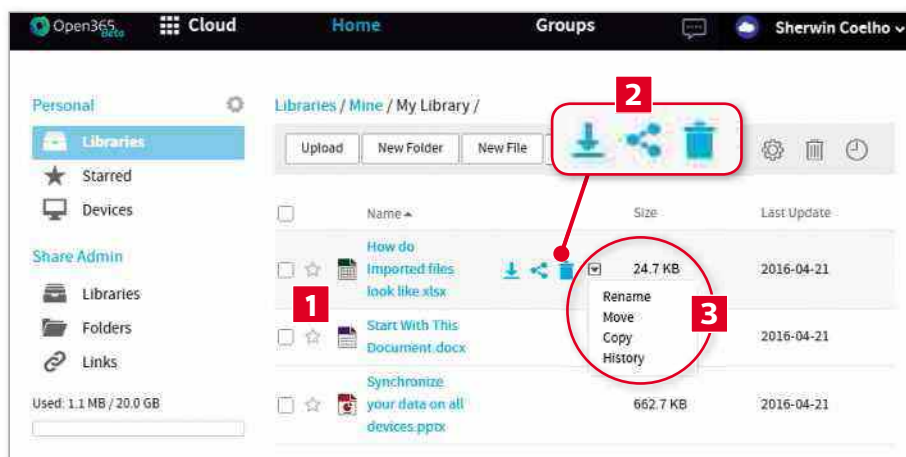 Open365 Beta Cloud Home Groups Sherwin Coelho
Personal
Libraries
Starred
Devices
Share Admin
Libraries
Folders
Links
Used: 1.1 MB / 20.0 GB
Libraries / Mine / My Library /
2
Upload New Folder New File
Name Size Last Update
How do
Imported files
look like xlsx
24.7 KB 2016-04-21
1
Rename
Move
Copy
History
3
Start With This
Document.docx
2016-04-21
Synchronize
your data on all
devices.pptx
662.7 KB 2016-04-21